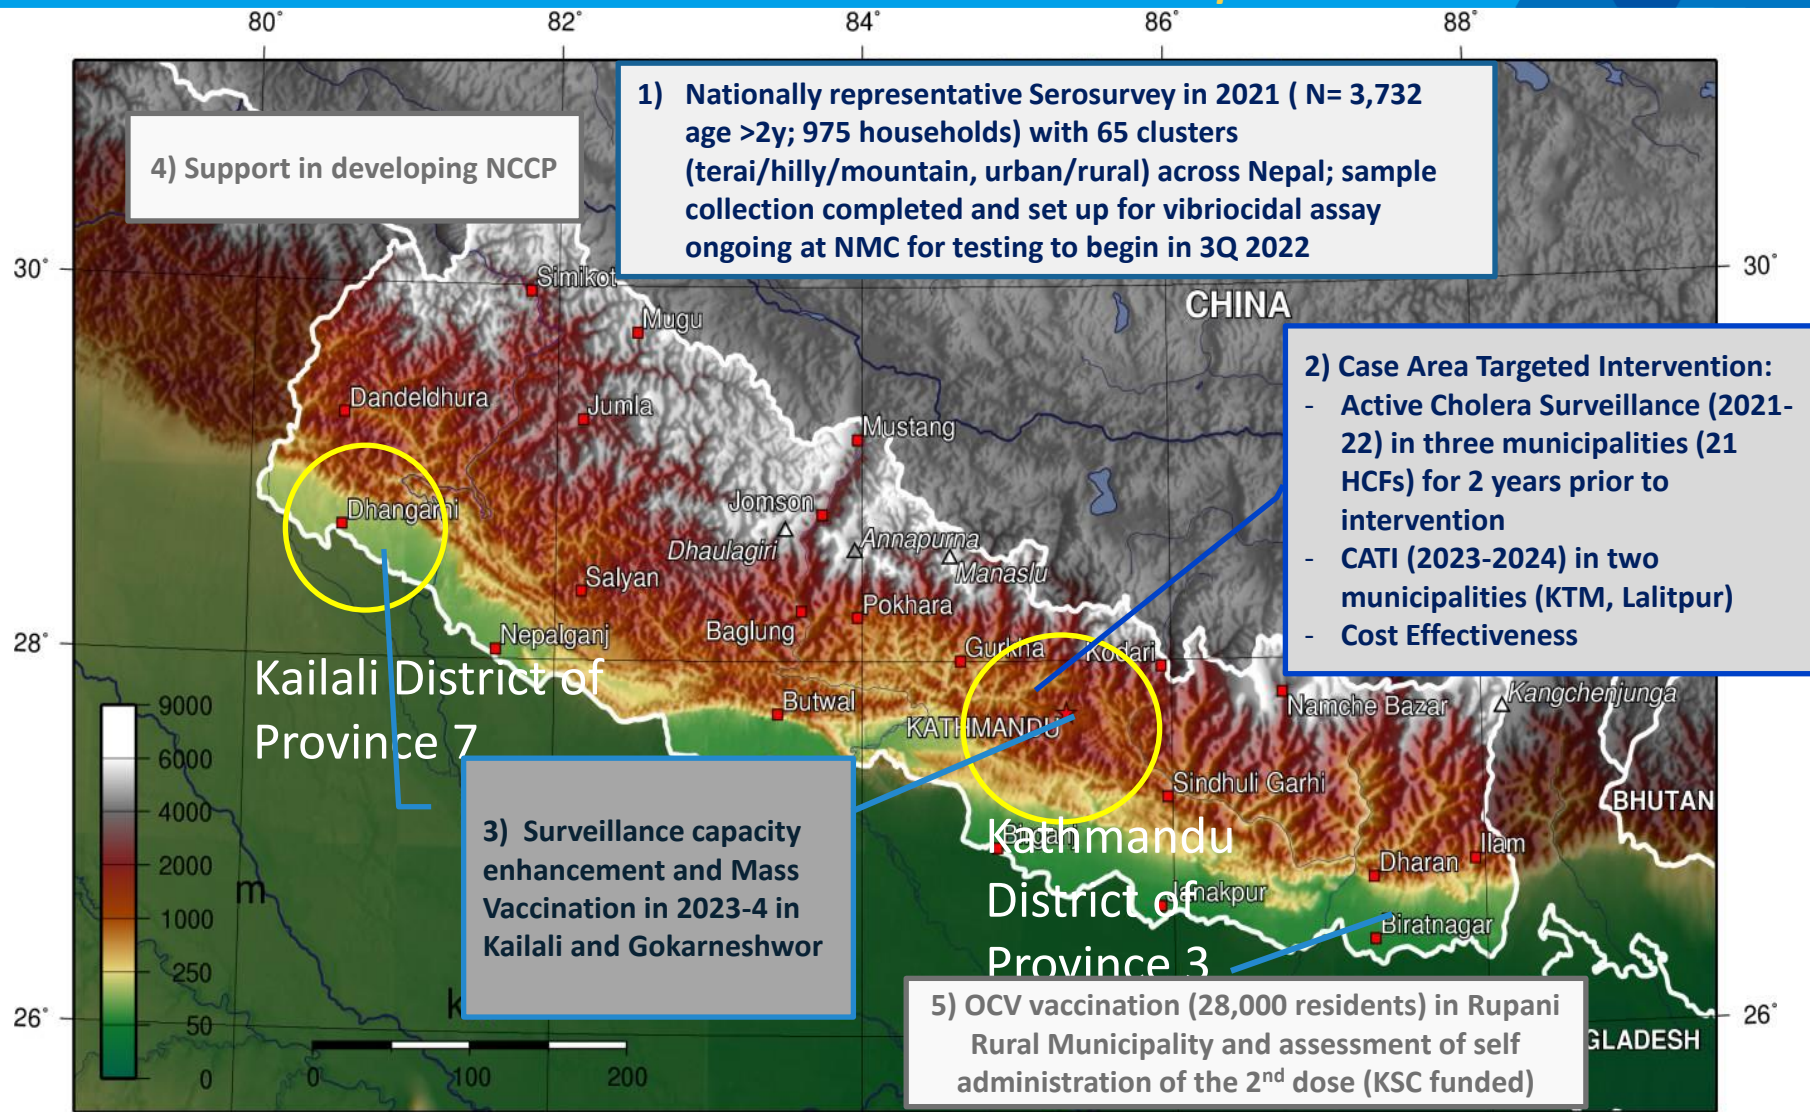 80°
82°
84°
86°
88°
1) Nationally representative Serosurvey in 2021 ( N= 3,732
age >2y; 975 households) with 65 clusters
(terai/hilly/mountain, urban/rural) across Nepal; sample
collection completed and set up for vibriocidal assay
ongoing at NMC for testing to begin in 3Q 2022
4) Support in developing NCCP
30°
30°
Simikot
CHINA
Mugu
2) Case Area Targeted Intervention:
- Active Cholera Surveillance (2021-
22) in three municipalities (21
HCFs) for 2 years prior to
intervention
- CATI (2023-2024) in two
municipalities (KTM, Lalitpur)
- Cost Effectiveness
Dandeldhura
Jumla
Mustang
Jomson
Dhangarhi
Dhaulagiri
Annapurna
Manaslu
Salyan
Pokhara
Baglung
28°
Nepalganj
Gurkha
Kodari
Kailali District of
Province 7
Butwal
KATHMANDU
Namche Bazar
Kangchenjunga
9000
6000
4000
2000
1000
250
50
0
m
3) Surveillance capacity
enhancement and Mass
Vaccination in 2023-4 in
Kailali and Gokarneshwor
Sindhuli Garhi
BHUTAN
Kathmandu
District of
Province 3
Birganj
Ilam
Dharan
Janakpur
Biratnagar
26°
26°
k
0
100
200
5) OCV vaccination (28,000 residents) in Rupani
Rural Municipality and assessment of self
administration of the 2nd dose (KSC funded)
GLADESH